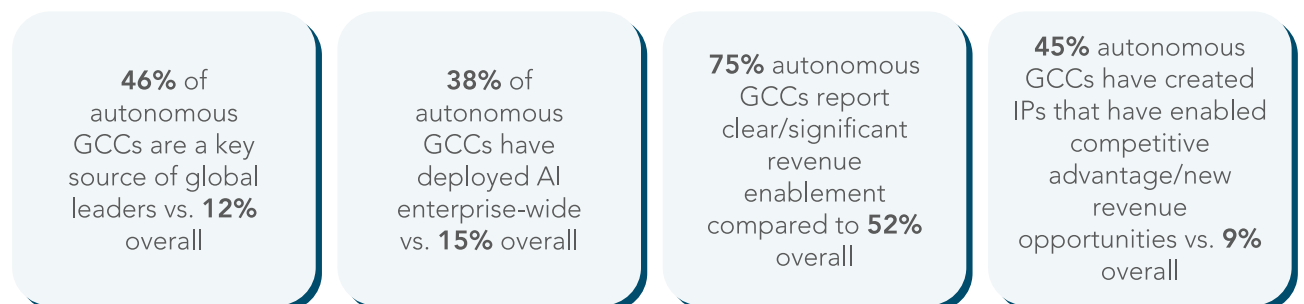 46% of
autonomous
GCCs are a key
source of global
leaders vs. 12%
overall
38% of
autonomous
GCCs have
deployed AI
enterprise-wide
vs. 15% overall
75% autonomous
GCCs report
clear/significant
revenue
enablement
compared to 52%
overall
45% autonomous
GCCs have created
IPs that have enabled
competitive
advantage/new
revenue
opportunities vs. 9%
overall